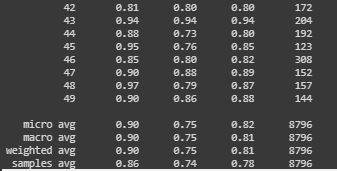 42 0.81 0.80 0.80 172
43 0.94 0.94 0.94 204
44 0.88 0.73 0.80 192
45 0.95 0.76 0.85 123
46 0.85 0.80 0.82 308
47 0.90 0.88 0.89 152
48 0.97 0.79 0.87 157
49 0.90 0.86 0.88 144
micro avg 0.90 0.75 0.82 8796
macro avg 0.90 0.75 0.81 8796
weighted avg 0.90 0.75 0.81 8796
samples avg 0.86 0.74 0.78 8796